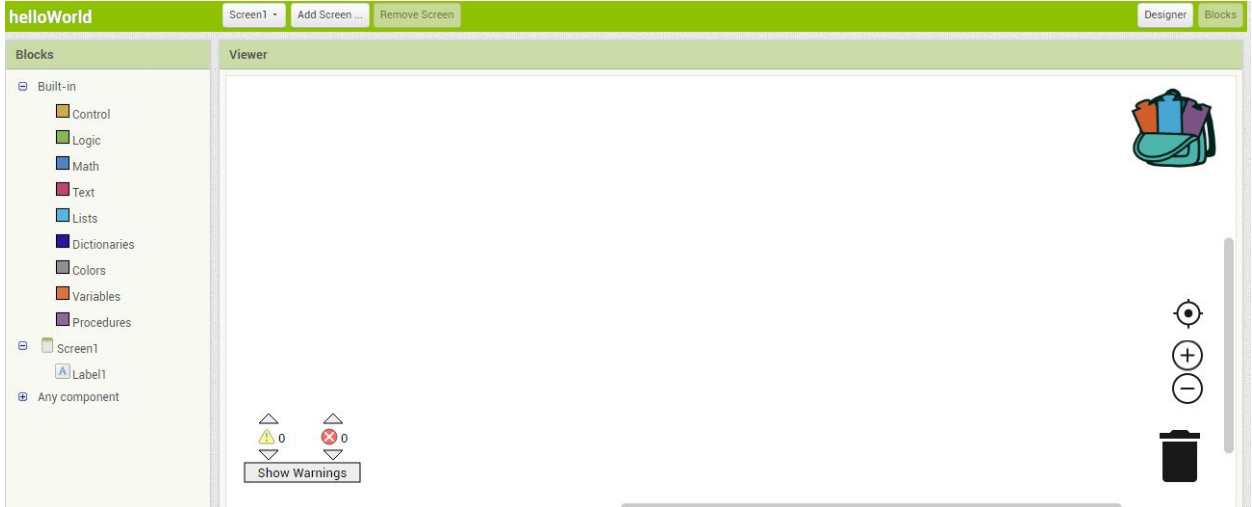 helloWorld Screen1 Add Screen ... Remove Screen Designer Blocks
Blocks
Viewer
Built-in
Control
Logic
Math
Text
Lists
Dictionaries
Colors
Variables
Procedures
Screen1
A Label1
Any component
0 0
Show Warnings